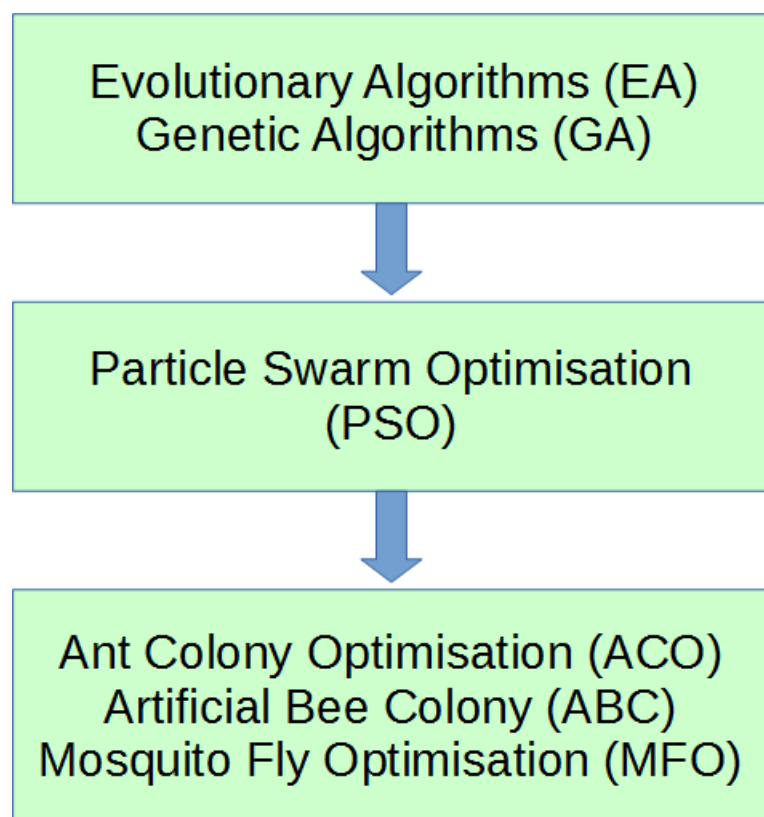 Evolutionary Algorithms (EA)
Genetic Algorithms (GA)
Particle Swarm Optimisation
(PSO)
Ant Colony Optimisation (ACO)
Artificial Bee Colony (ABC)
Mosquito Fly Optimisation (MFO)